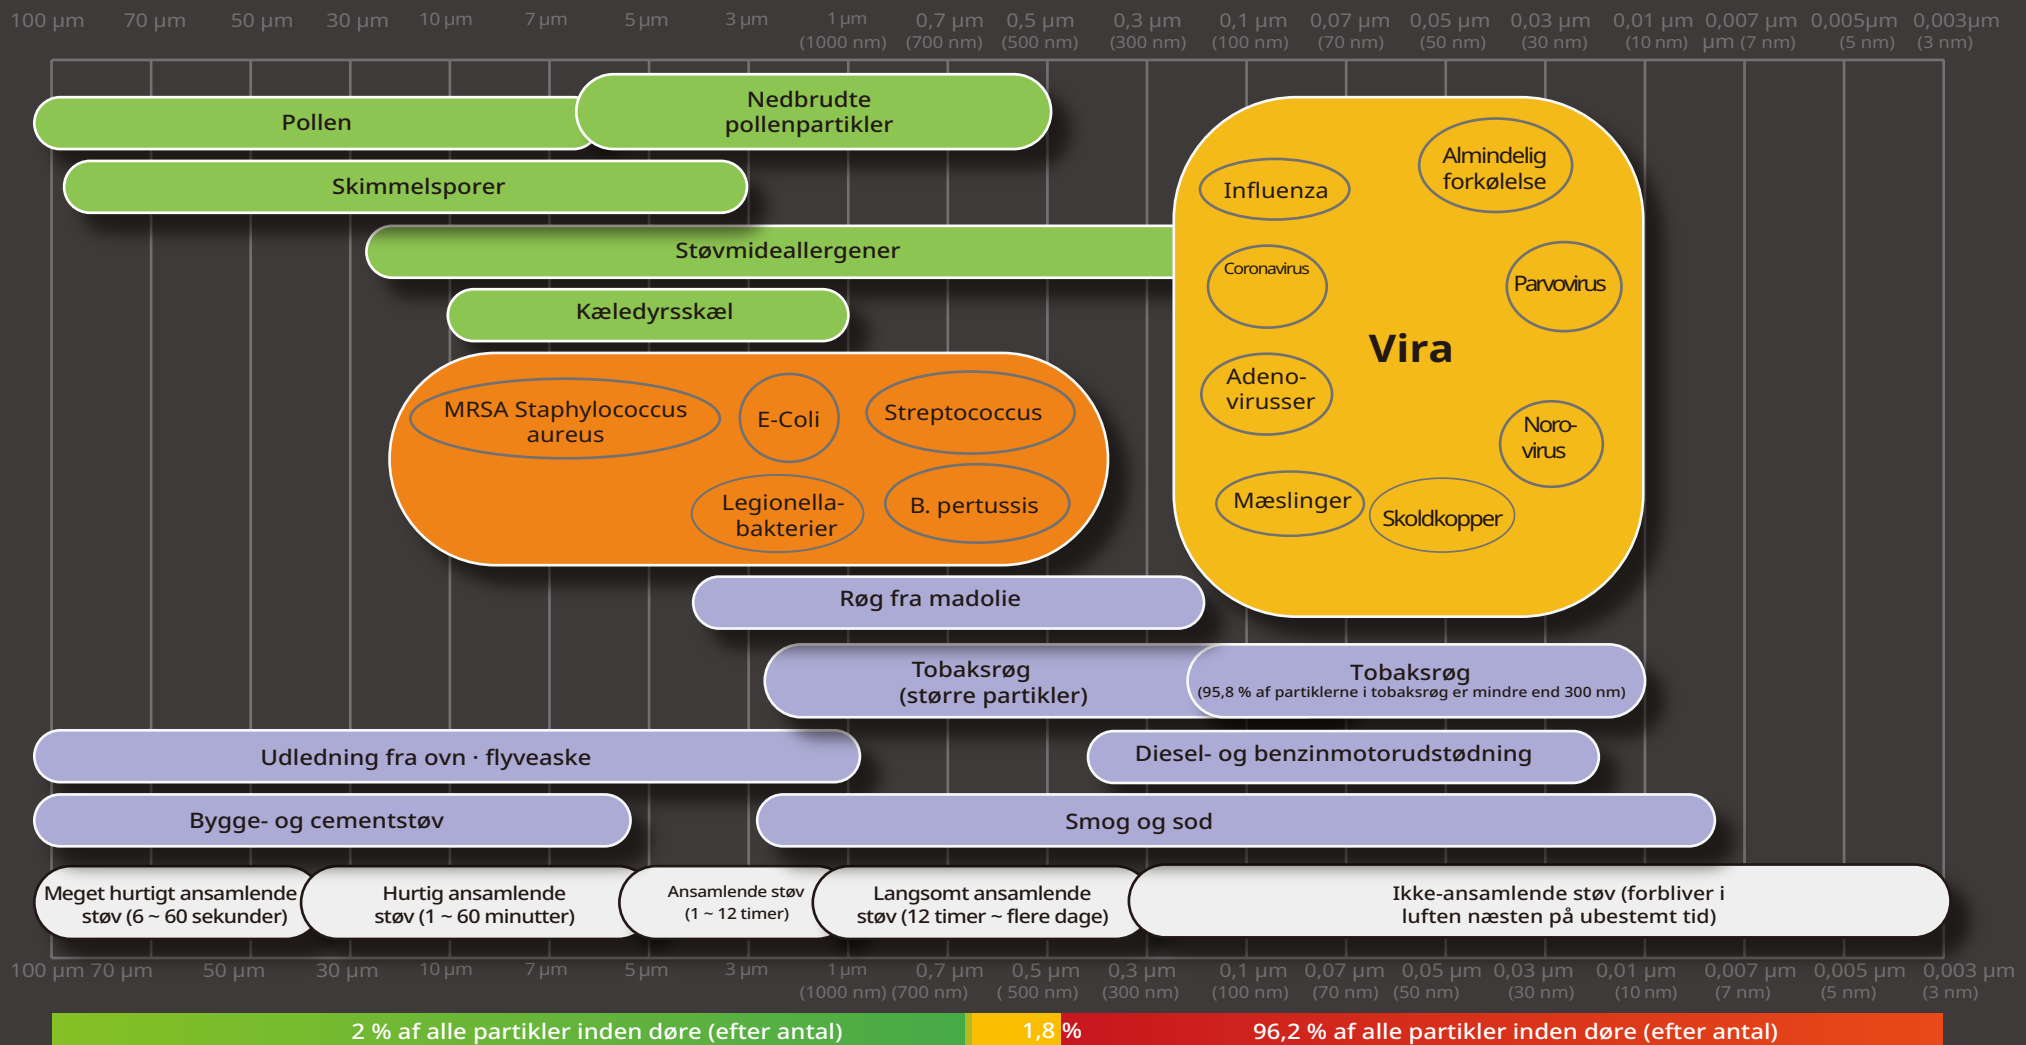 100 µm 70 µm 50 µm 30 µm 10 µm 7 µm 5 µm 3 µm 1 µm 0,7 µm 0,5 µm 0,3 µm 0,1 µm 0,07 µm 0,05 µm 0,03 µm 0,01 µm 0,007 µm 0,005µm 0,003µm
(1000 nm) (700 nm) (500 nm) (300 nm) (100 nm) (70 nm) (50 nm) (30 nm) (10 nm) µm (7 nm) (5 nm) (3 nm)
Pollen
Nedbrudte
pollenpartikler
Skimmelsporer
Støvmideallergener
Kæledyrsskæl
MRSA Staphylococcus
aureus
E-Coli
Streptococcus
Legionella-
bakterier
B. pertussis
Influenza
Almindelig
forkølelse
Coronavirus
Parvovirus
Vira
Adeno-
virusser
Noro-
virus
Mæslinger
Skoldkopper
Røg fra madolie
Tobaksrøg
(større partikler)
Tobaksrøg
(95,8 % af partiklerne i tobaksrøg er mindre end 300 nm)
Udledning fra ovn · flyveaske
Diesel- og benzinmotorudstødning
Bygge- og cementstøv
Smog og sod
Meget hurtigt ansamlende
støv (6 ~ 60 sekunder)
Hurtig ansamlende
støv (1 ~ 60 minutter)
Ansamlende støv
(1 ~ 12 timer)
Langsomt ansamlende
støv (12 timer ~ flere dage)
Ikke-ansamlende støv (forbliver i
luften næsten på ubestemt tid)
100 µm 70 µm 50 µm 30 µm 10 µm 7 µm 5 µm 3 µm 1 µm 0,7 µm 0,5 µm 0,3 µm 0,1 µm 0,07 µm 0,05 µm 0,03 µm 0,01 µm 0,007 µm 0,005 µm 0,003 µm
(1000 nm) (700 nm) ( 500 nm) (300 nm) (100 nm) (70 nm) (50 nm) (30 nm) (10 nm) (7 nm) (5 nm) (3 nm)
2 % af alle partikler inden døre (efter antal) 1,8 % 96,2 % af alle partikler inden døre (efter antal)